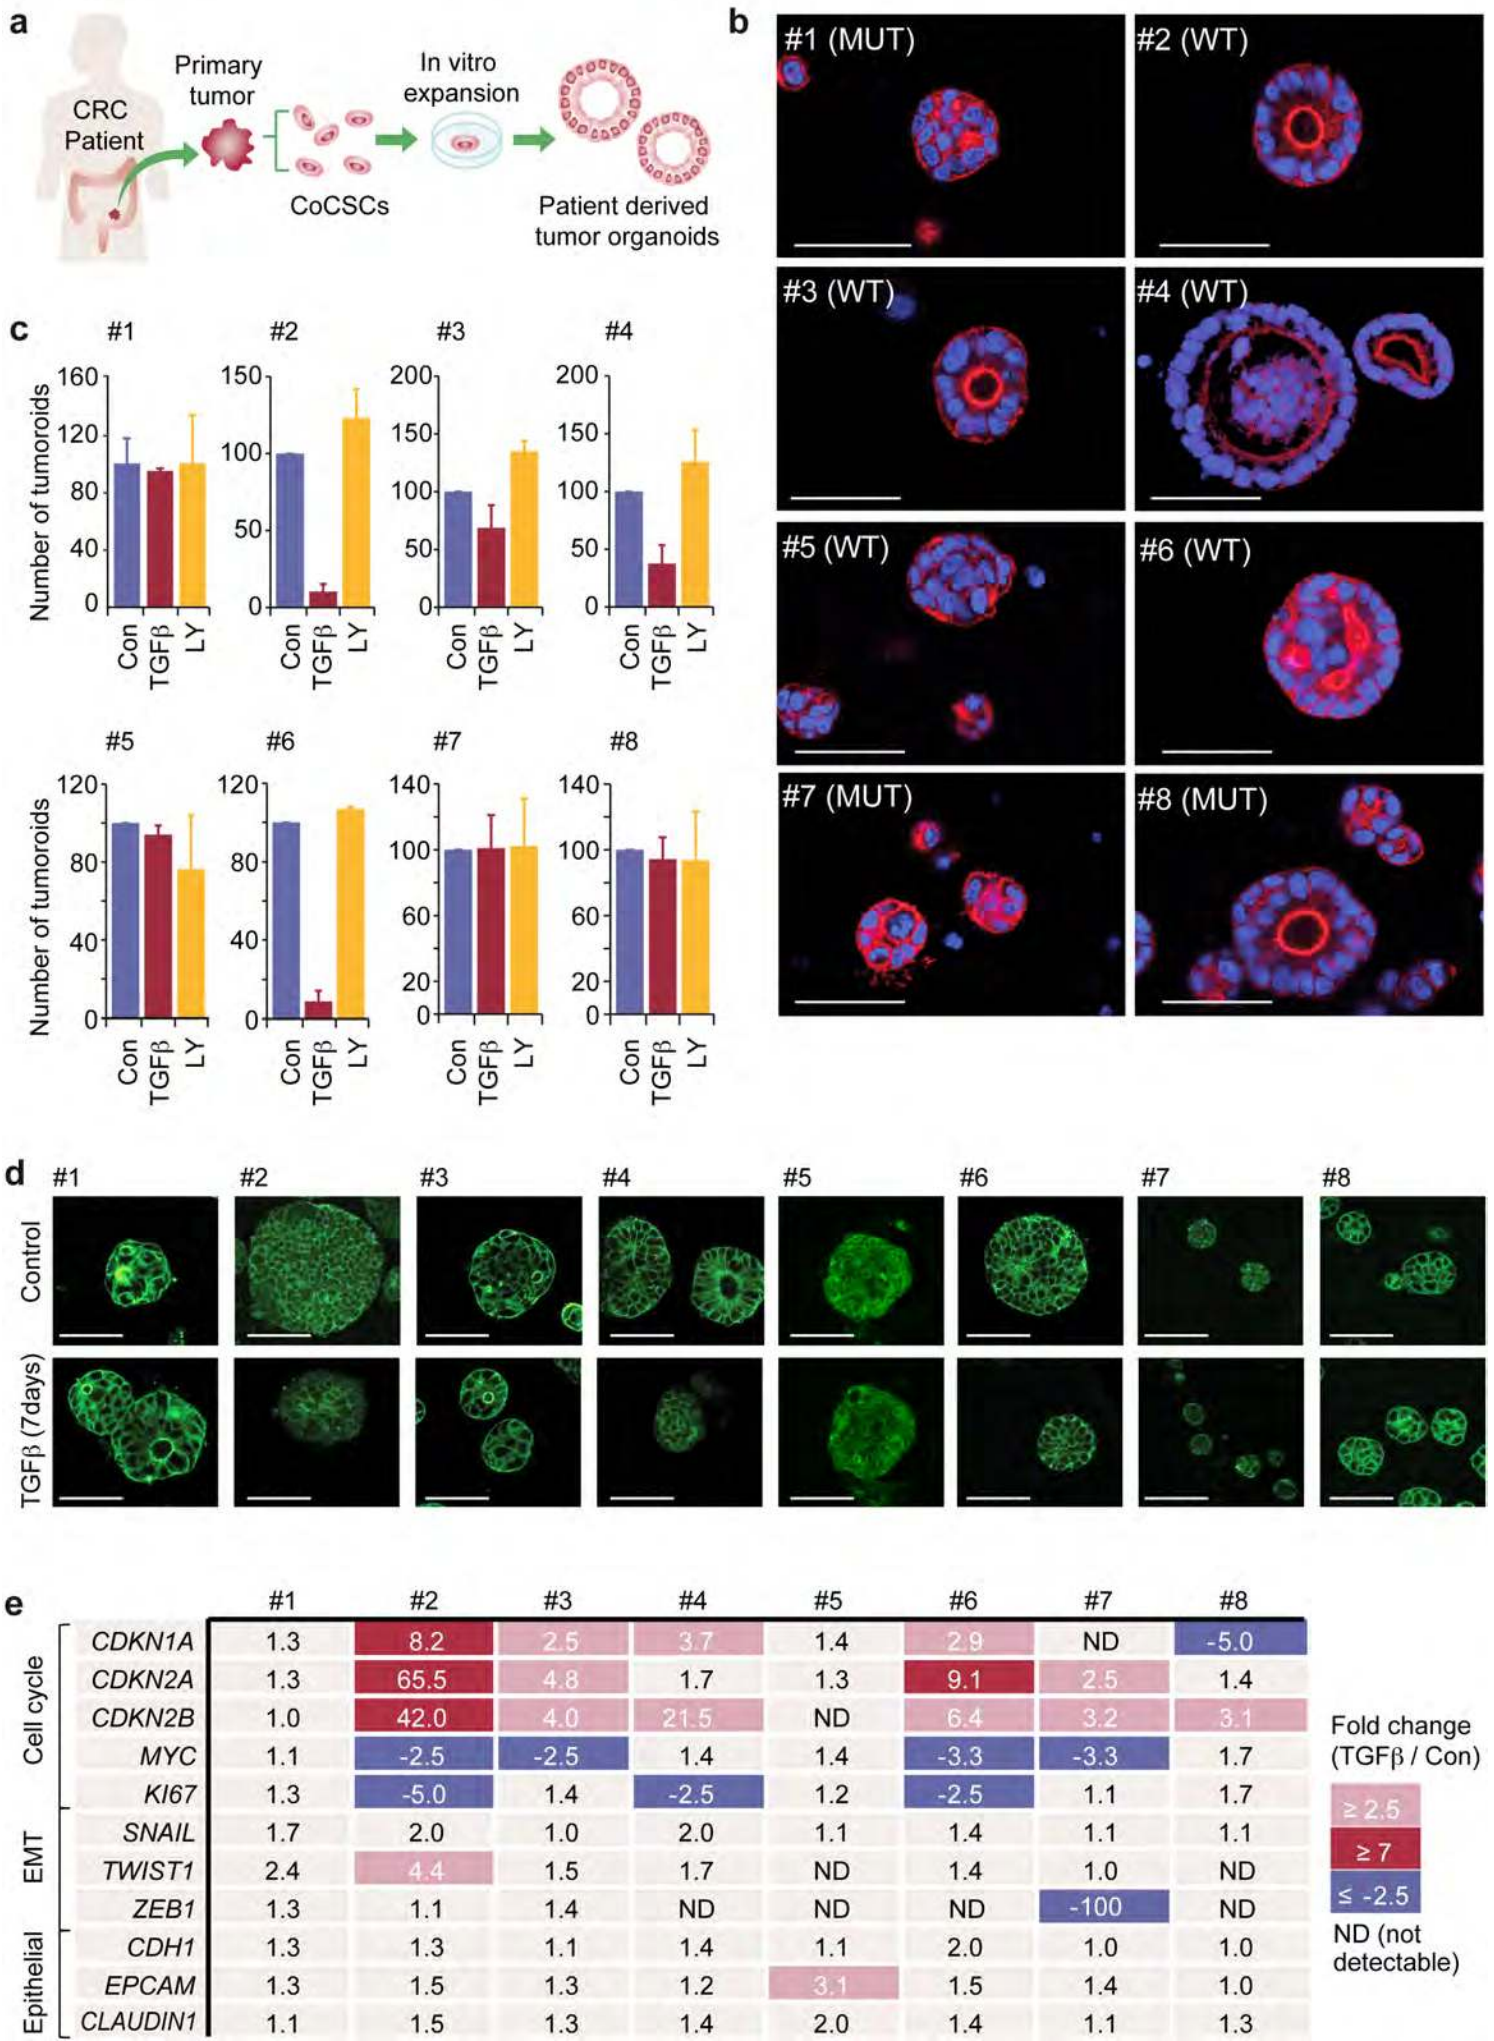 a
CRC
Patient
Primary
tumor
CoCSCs
In vitro
expansion
Patient derived
tumor organoids
b
#1 (MUT)
#2 (WT)
#3 (WT)
#4 (WT)
#5 (WT)
#6 (WT)
#7 (MUT)
#8 (MUT)
c
#1 #2 #3 #4
Number of tumoroids
160
120
80
40
0
Con
TGFβ
LY
150
100
50
0
Con
TGFβ
LY
200
150
100
50
0
Con
TGFβ
LY
200
150
100
50
0
Con
TGFβ
LY
#5 #6 #7 #8
Number of tumoroids
120
80
40
0
Con
TGFβ
LY
120
80
40
0
Con
TGFβ
LY
140
100
60
20
0
Con
TGFβ
LY
140
100
60
20
0
Con
TGFβ
LY
d
#1 #2 #3 #4 #5 #6 #7 #8
Control
TGFβ (7days)
e
#1 #2 #3 #4 #5 #6 #7 #8
Cell cycle
CDKN1A 1.3 8.2 2.5 3.7 1.4 2.9 ND -5.0
CDKN2A 1.3 65.5 4.8 1.7 1.3 9.1 2.5 1.4
CDKN2B 1.0 42.0 4.0 21.5 ND 6.4 3.2 3.1
MYC 1.1 -2.5 -2.5 1.4 1.4 -3.3 -3.3 1.7
KI67 1.3 -5.0 1.4 -2.5 1.2 -2.5 1.1 1.7
EMT
SNAIL 1.7 2.0 1.0 2.0 1.1 1.4 1.1 1.1
TWIST1 2.4 4.4 1.5 1.7 ND 1.4 1.0 ND
ZEB1 1.3 1.1 1.4 ND ND ND -100 ND
Epithelial
CDH1 1.3 1.3 1.1 1.4 1.1 2.0 1.0 1.0
EPCAM 1.3 1.5 1.3 1.2 3.1 1.5 1.4 1.0
CLAUDIN1 1.1 1.5 1.3 1.4 2.0 1.4 1.1 1.3
Fold change
(TGFβ / Con)
≥ 2.5
≥ 7
≤ -2.5
ND (not
detectable)